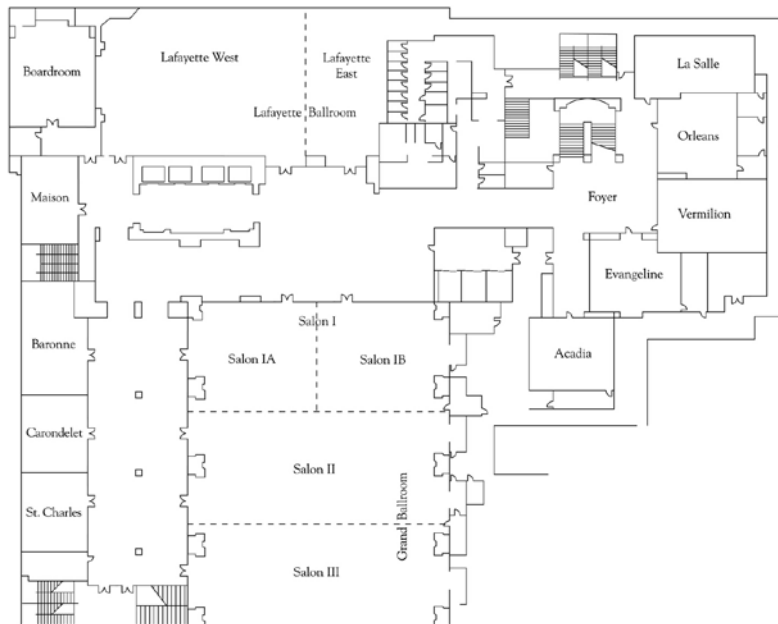 Boardroom
Lafayette West
Lafayette
East
Lafayette Ballroom
La Salle
Orleans
Maison
Foyer
Vermilion
Evangeline
Baronne
Salon I
Salon IA
Salon IB
Acadia
Carondelet
Salon II
St. Charles
Grand Ballroom
Salon III